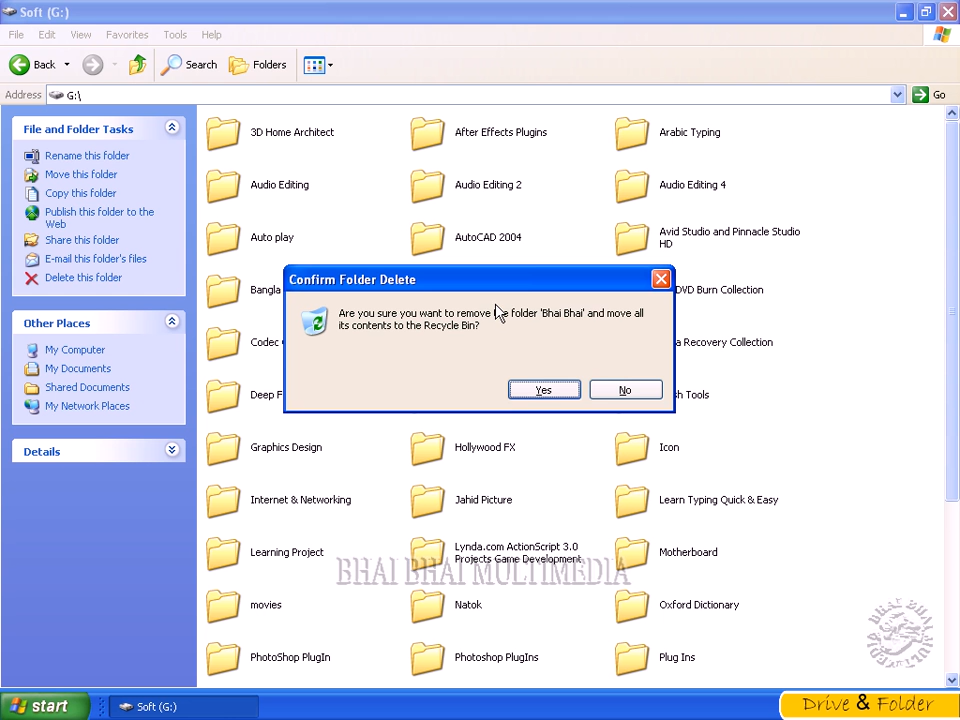 Soft (G:)
File Edit View Favorites Tools Help
Back Search Folders
Address G:\ Go
File and Folder Tasks
Rename this folder
Move this folder
Copy this folder
Publish this folder to the
Web
Share this folder
E-mail this folder's files
Delete this folder
Other Places
My Computer
My Documents
Shared Documents
My Network Places
Details
3D Home Architect After Effects Plugins Arabic Typing
Audio Editing Audio Editing 2 Audio Editing 4
Auto play AutoCAD 2004 Avid Studio and Pinnacle Studio
HD
Bangla DVD Burn Collection
Codec Recovery Collection
Deep Tools
Confirm Folder Delete
Are you sure you want to remove the folder 'Bhai Bhai' and move all
its contents to the Recycle Bin?
Yes No
Graphics Design Hollywood FX Icon
Internet & Networking Jahid Picture Learn Typing Quick & Easy
Learning Project Lynda.com ActionScript 3.0
Projects Game Development Motherboard
BHAI BHAI MULTIMEDIA
movies Natok Oxford Dictionary
PhotoShop PlugIn Photoshop PlugIns Plug Ins
BHAI BHAI MULTIMEDIA
start Soft (G:) Drive & Folder